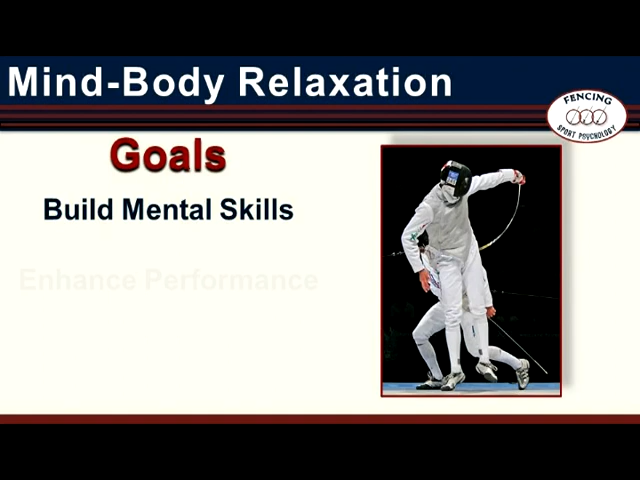 Mind-Body Relaxation
FENCING
SPORT PSYCHOLOGY
Goals
Build Mental Skills
Enhance Performance